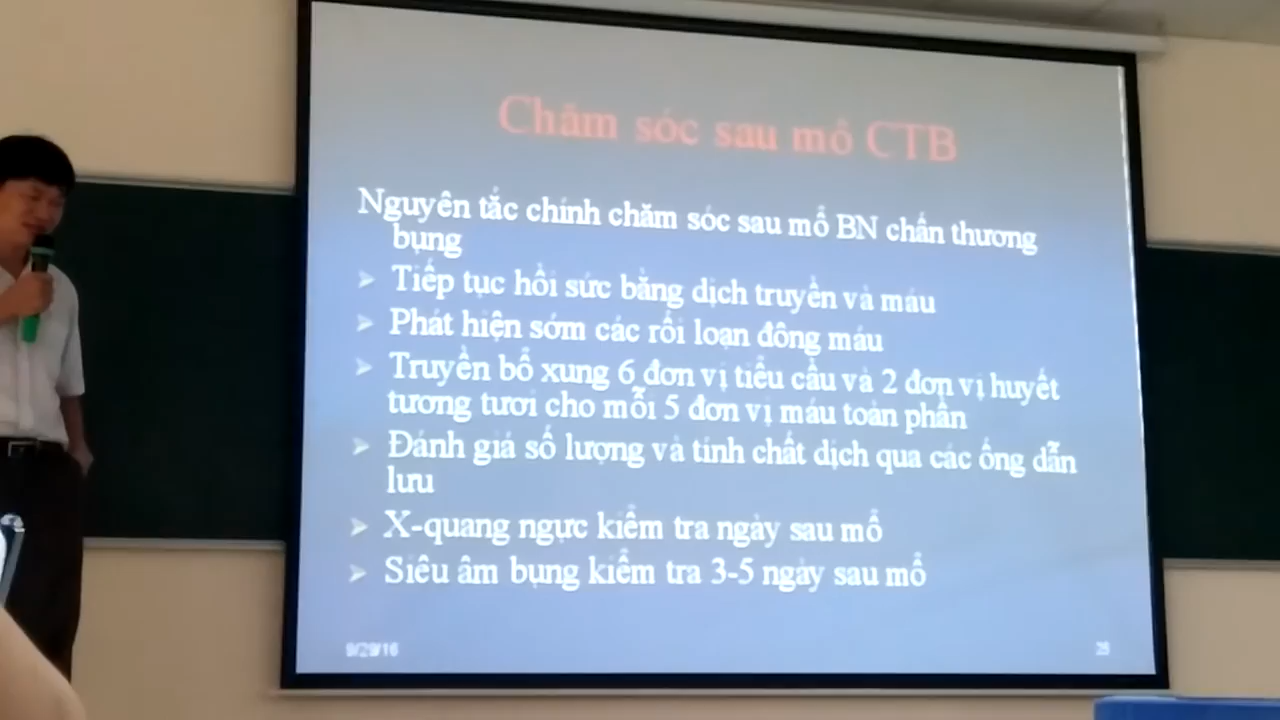 Chăm sóc sau mổ CTB
Nguyên tắc chính chăm sóc sau mổ BN chấn thương
bụng
Tiếp tục hồi sức bằng dịch truyền và máu
Phát hiện sớm các rối loạn đông máu
Truyền bổ xung 6 đơn vị tiểu cầu và 2 đơn vị huyết
tương tươi cho mỗi 5 đơn vị máu toàn phần
Đánh giá số lượng và tính chất dịch qua các ống dẫn
lưu
X-quang ngực kiểm tra ngày sau mổ
Siêu âm bụng kiểm tra 3-5 ngày sau mổ
9/29/16